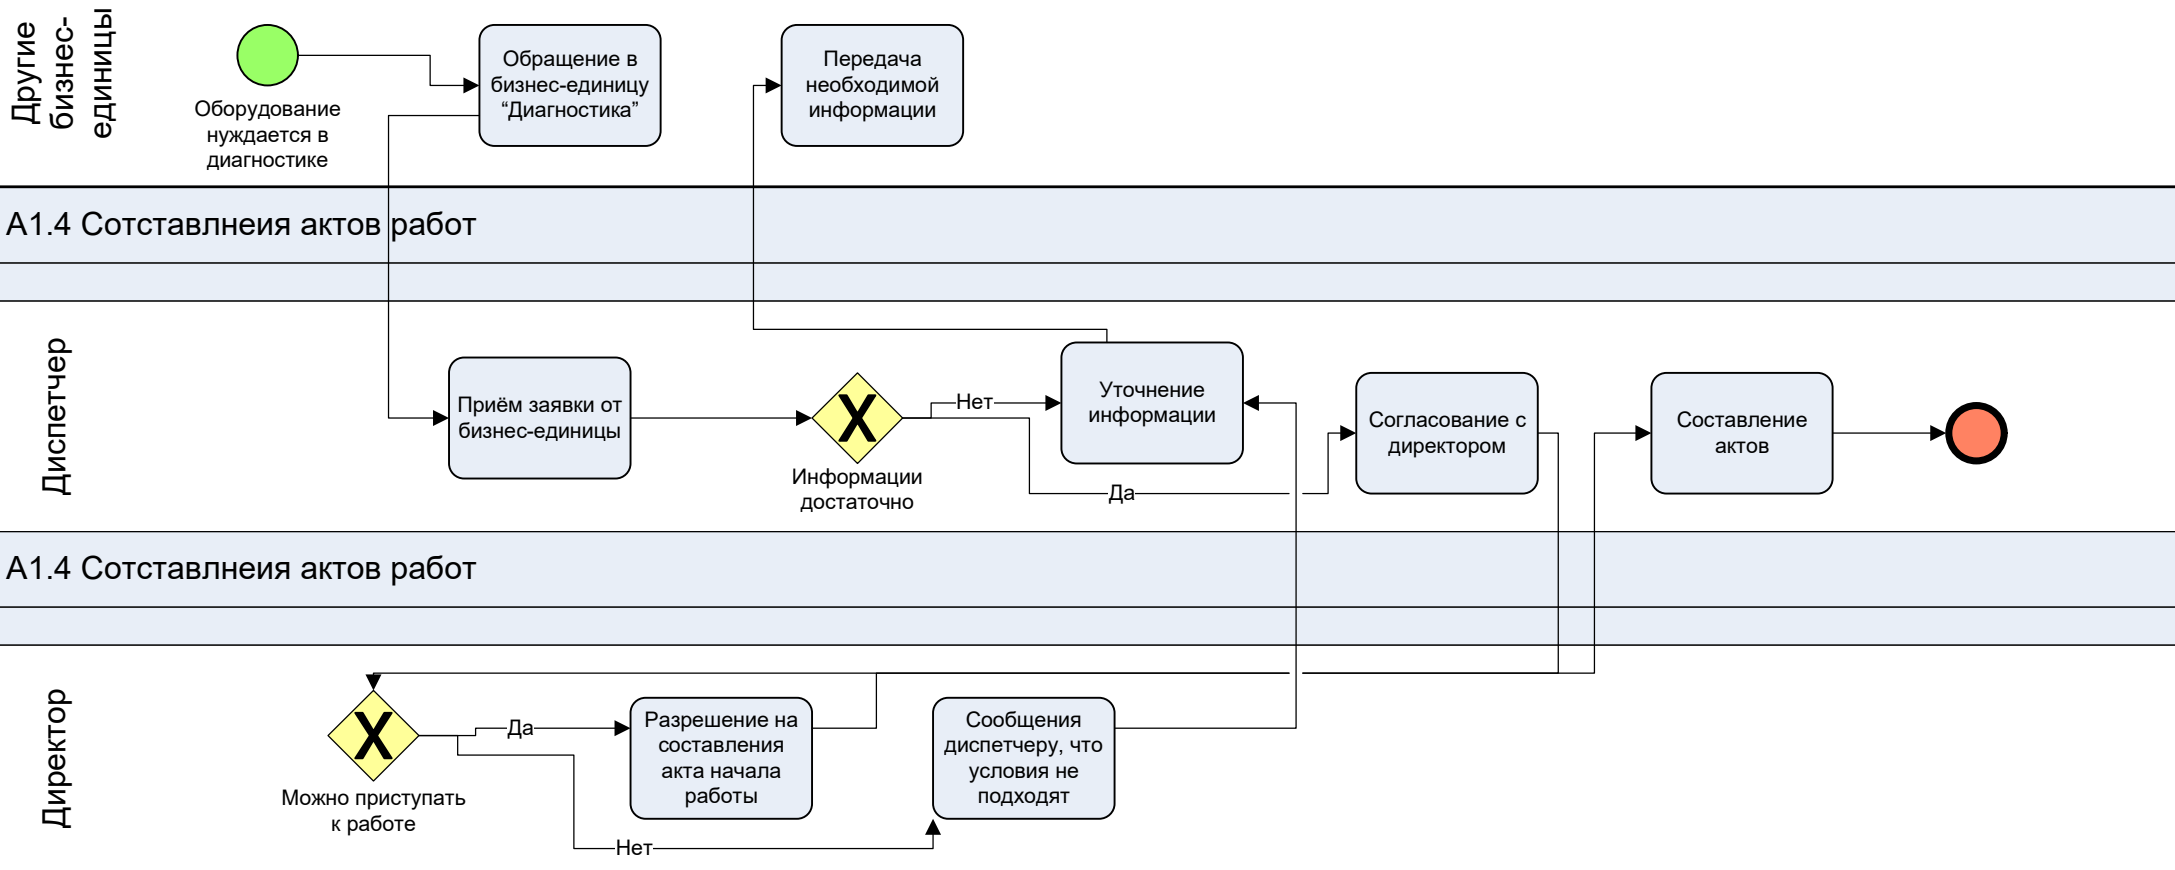 Другие
бизнес-
единицы
Оборудование
нуждается в
диагностике
Обращение в
бизнес-единицу
“Диагностика”
Передача
необходимой
информации
А1.4 Сотставлнеия актов работ
Диспетчер
Приём заявки от
бизнес-единицы
X
Информации
достаточно
Нет
Да
Уточнение
информации
Согласование с
директором
Составление
актов
А1.4 Сотставлнеия актов работ
Директор
X
Можно приступать
к работе
Да
Нет
Разрешение на
составления
акта начала
работы
Сообщения
диспетчеру, что
условия не
подходят